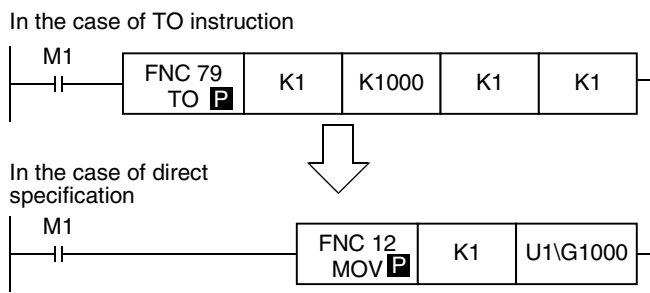 In the case of TO instruction
M1
FNC 79
TO P
K1
K1000
K1
K1
In the case of direct
specification
M1
FNC 12
MOV P
K1
U1\G1000